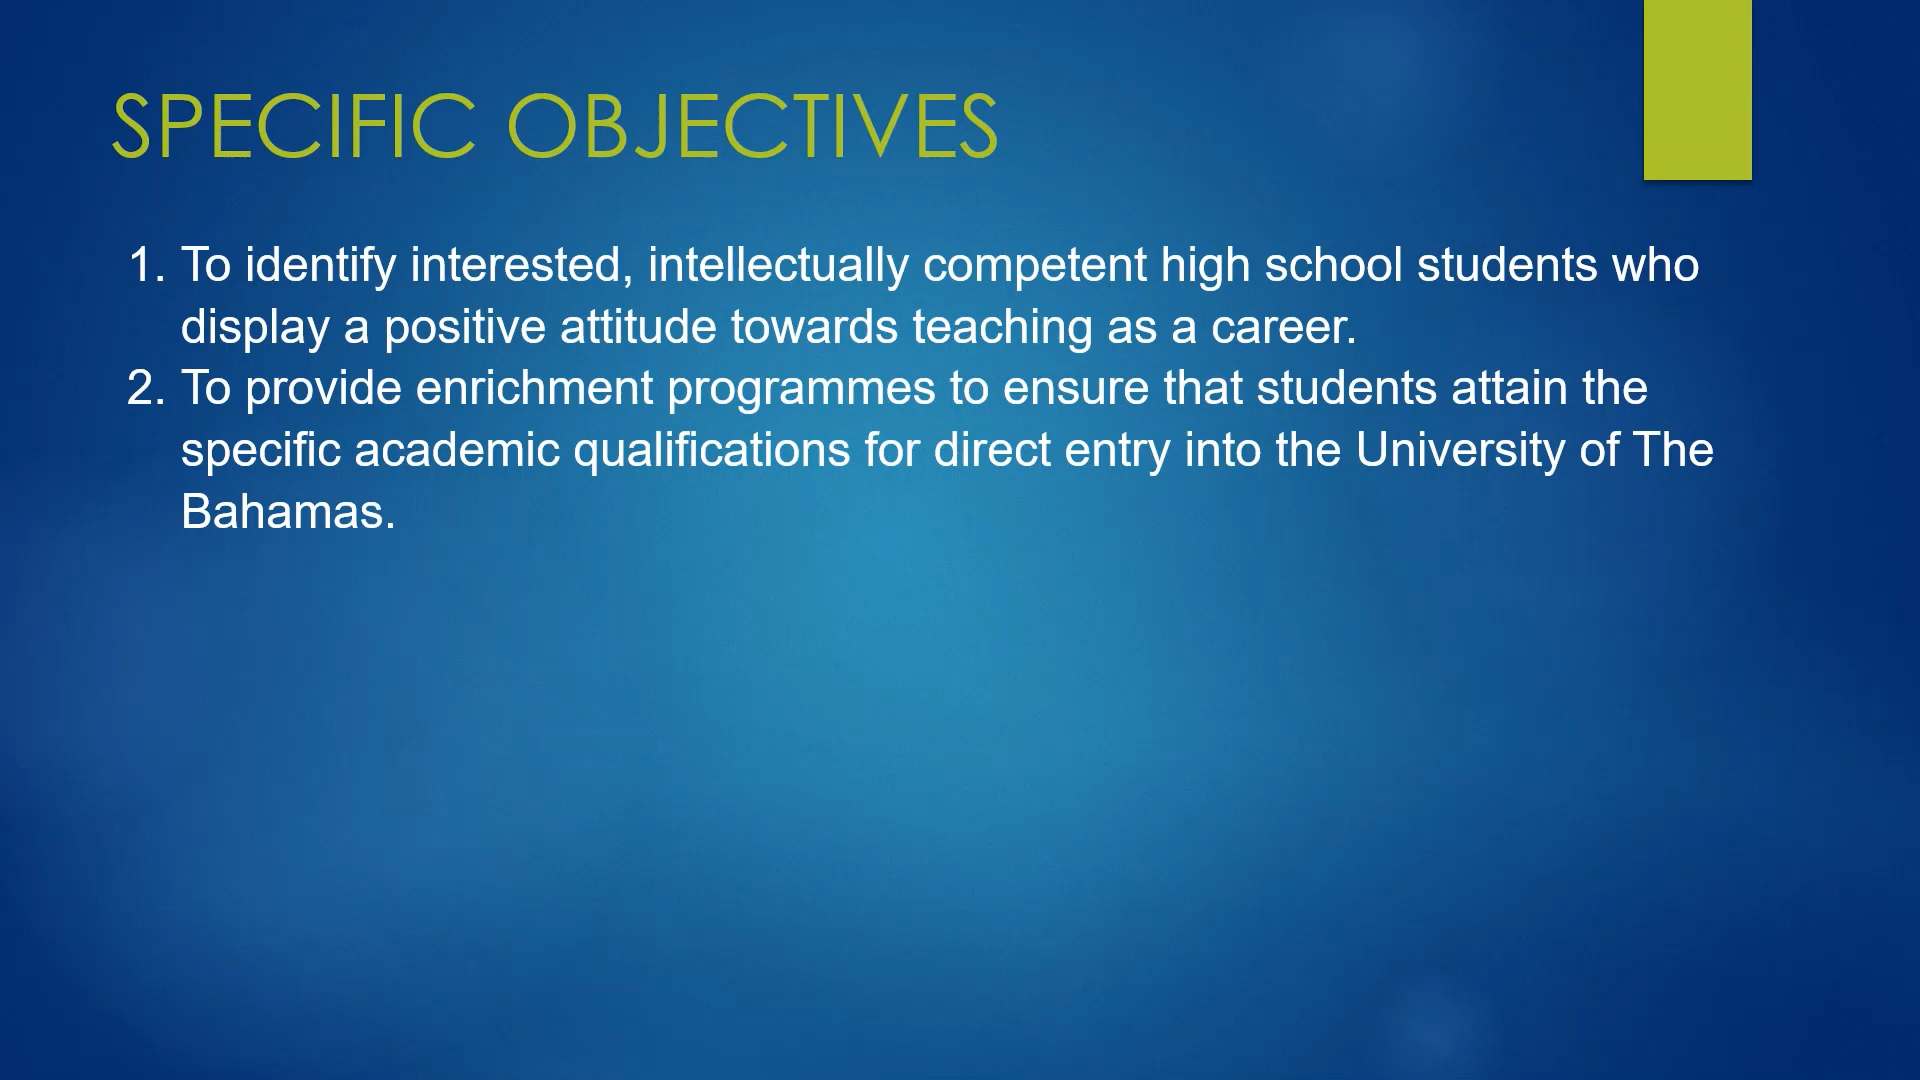 SPECIFIC OBJECTIVES
1. To identify interested, intellectually competent high school students who
display a positive attitude towards teaching as a career.
2. To provide enrichment programmes to ensure that students attain the
specific academic qualifications for direct entry into the University of The
Bahamas.